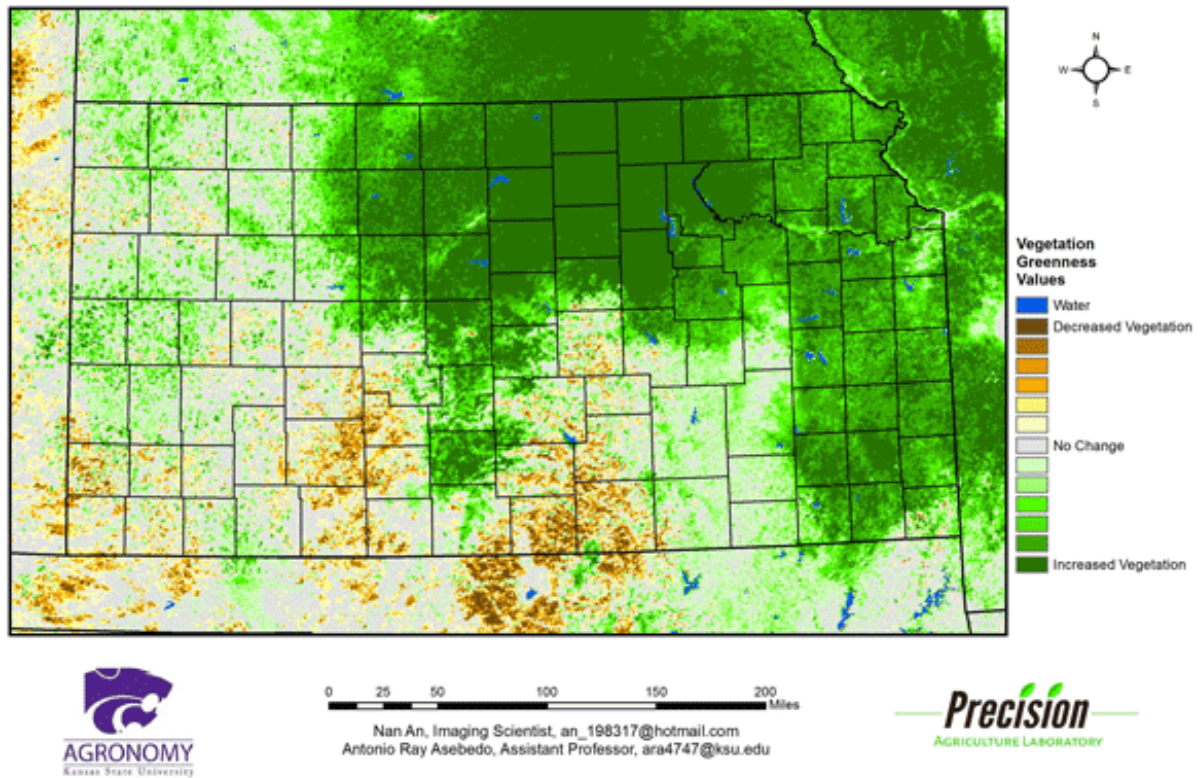 N
W E
S
Vegetation
Greenness
Values
Water
Decreased Vegetation
No Change
Increased Vegetation
0 25 50 100 150 200
Miles
Nan An, Imaging Scientist, an_198317@hotmail.com
Antonio Ray Asebedo, Assistant Professor, ara4747@ksu.edu
AGRONOMY
Kansas State University
Precision
AGRICULTURE LABORATORY